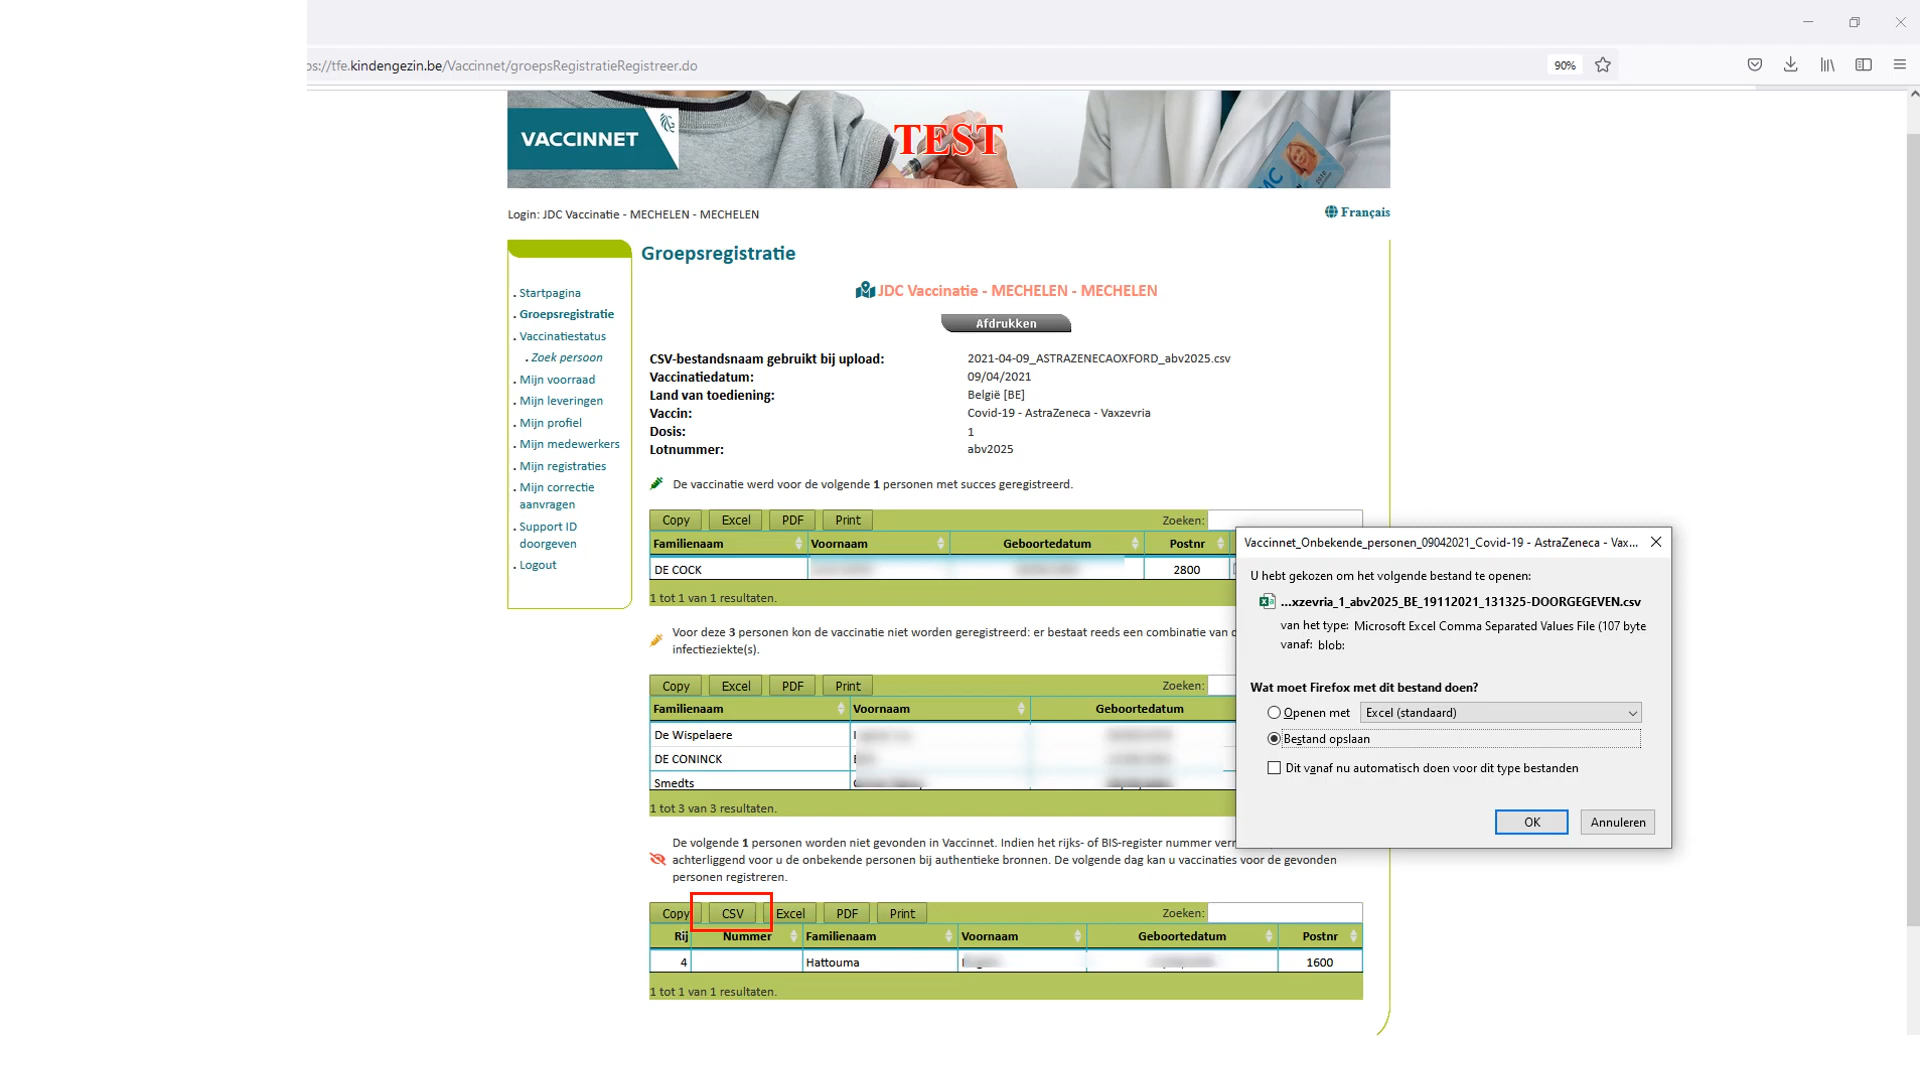 ps://tfe.kindengezin.be/Vaccinnet/groepsRegistratieRegistreer.do
90%
VACCINNET
TEST
MC
Login: JDC Vaccinatie - MECHELEN - MECHELEN
Français
Groepsregistratie
JDC Vaccinatie - MECHELEN - MECHELEN
Afdrukken
. Startpagina
. Groepsregistratie
. Vaccinatiestatus
. Zoek persoon
. Mijn voorraad
. Mijn leveringen
. Mijn profiel
. Mijn medewerkers
. Mijn registraties
. Mijn correctie
aanvragen
. Support ID
doorgeven
. Logout
CSV-bestandsnaam gebruikt bij upload: 2021-04-09_ASTRAZENECAOXFORD_abv2025.csv
Vaccinatiedatum: 09/04/2021
Land van toediening: België [BE]
Vaccin: Covid-19 - AstraZeneca - Vaxzevria
Dosis: 1
Lotnummer: abv2025
De vaccinatie werd voor de volgende 1 personen met succes geregistreerd.
Copy Excel PDF Print Zoeken:
Familienaam Voornaam Geboortedatum Postnr
DE COCK 2800
1 tot 1 van 1 resultaten.
Voor deze 3 personen kon de vaccinatie niet worden geregistreerd: er bestaat reeds een combinatie van
infectieziekte(s).
Copy Excel PDF Print Zoeken:
Familienaam Voornaam Geboortedatum
De Wispelaere
DE CONINCK
Smedts
1 tot 3 van 3 resultaten.
De volgende 1 personen worden niet gevonden in Vaccinnet. Indien het rijks- of BIS-register nummer
achterliggend voor u de onbekende personen bij authentieke bronnen. De volgende dag kan u vaccinaties voor de gevonden
personen registreren.
Copy CSV Excel PDF Print Zoeken:
Rij Nummer Familienaam Voornaam Geboortedatum Postnr
4 Hattouma 1600
1 tot 1 van 1 resultaten.
Vaccinnet_Onbekende_personen_09042021_Covid-19 - AstraZeneca - Vax...
U hebt gekozen om het volgende bestand te openen:
...xzevria_1_abv2025_BE_19112021_131325-DOORGEGEVEN.csv
van het type: Microsoft Excel Comma Separated Values File (107 byte
vanaf: blob:
Wat moet Firefox met dit bestand doen?
Openen met Excel (standaard)
Bestand opslaan
Dit vanaf nu automatisch doen voor dit type bestanden
OK Annuleren